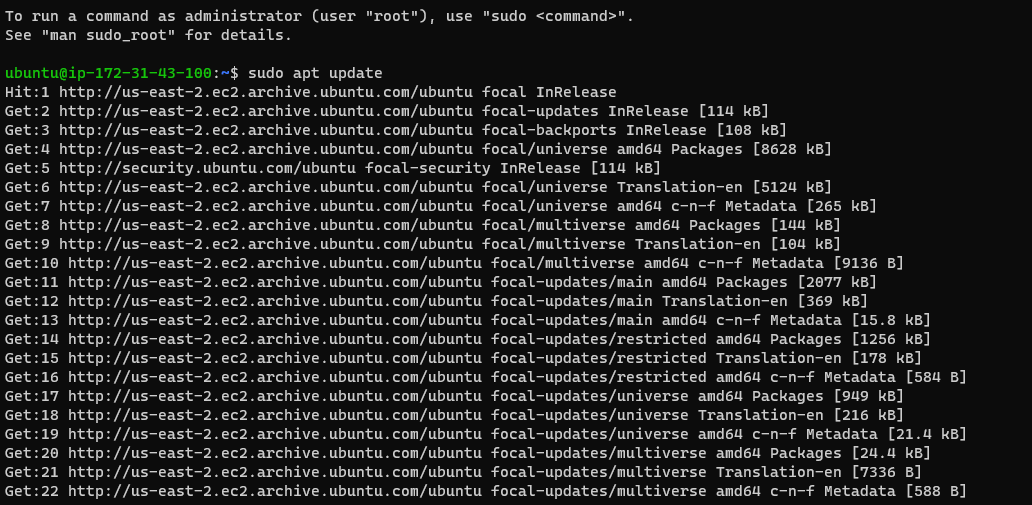 To run a command as administrator (user "root"), use "sudo <command>".
See "man sudo_root" for details.
ubuntu@ip-172-31-43-100:~$ sudo apt update
Hit:1 http://us-east-2.ec2.archive.ubuntu.com/ubuntu focal InRelease
Get:2 http://us-east-2.ec2.archive.ubuntu.com/ubuntu focal-updates InRelease [114 kB]
Get:3 http://us-east-2.ec2.archive.ubuntu.com/ubuntu focal-backports InRelease [108 kB]
Get:4 http://us-east-2.ec2.archive.ubuntu.com/ubuntu focal/universe amd64 Packages [8628 kB]
Get:5 http://security.ubuntu.com/ubuntu focal-security InRelease [114 kB]
Get:6 http://us-east-2.ec2.archive.ubuntu.com/ubuntu focal/universe Translation-en [5124 kB]
Get:7 http://us-east-2.ec2.archive.ubuntu.com/ubuntu focal/universe amd64 c-n-f Metadata [265 kB]
Get:8 http://us-east-2.ec2.archive.ubuntu.com/ubuntu focal/multiverse amd64 Packages [144 kB]
Get:9 http://us-east-2.ec2.archive.ubuntu.com/ubuntu focal/multiverse Translation-en [104 kB]
Get:10 http://us-east-2.ec2.archive.ubuntu.com/ubuntu focal/multiverse amd64 c-n-f Metadata [9136 B]
Get:11 http://us-east-2.ec2.archive.ubuntu.com/ubuntu focal-updates/main amd64 Packages [2077 kB]
Get:12 http://us-east-2.ec2.archive.ubuntu.com/ubuntu focal-updates/main Translation-en [369 kB]
Get:13 http://us-east-2.ec2.archive.ubuntu.com/ubuntu focal-updates/main amd64 c-n-f Metadata [15.8 kB]
Get:14 http://us-east-2.ec2.archive.ubuntu.com/ubuntu focal-updates/restricted amd64 Packages [1256 kB]
Get:15 http://us-east-2.ec2.archive.ubuntu.com/ubuntu focal-updates/restricted Translation-en [178 kB]
Get:16 http://us-east-2.ec2.archive.ubuntu.com/ubuntu focal-updates/restricted amd64 c-n-f Metadata [584 B]
Get:17 http://us-east-2.ec2.archive.ubuntu.com/ubuntu focal-updates/universe amd64 Packages [949 kB]
Get:18 http://us-east-2.ec2.archive.ubuntu.com/ubuntu focal-updates/universe Translation-en [216 kB]
Get:19 http://us-east-2.ec2.archive.ubuntu.com/ubuntu focal-updates/universe amd64 c-n-f Metadata [21.4 kB]
Get:20 http://us-east-2.ec2.archive.ubuntu.com/ubuntu focal-updates/multiverse amd64 Packages [24.4 kB]
Get:21 http://us-east-2.ec2.archive.ubuntu.com/ubuntu focal-updates/multiverse Translation-en [7336 B]
Get:22 http://us-east-2.ec2.archive.ubuntu.com/ubuntu focal-updates/multiverse amd64 c-n-f Metadata [588 B]